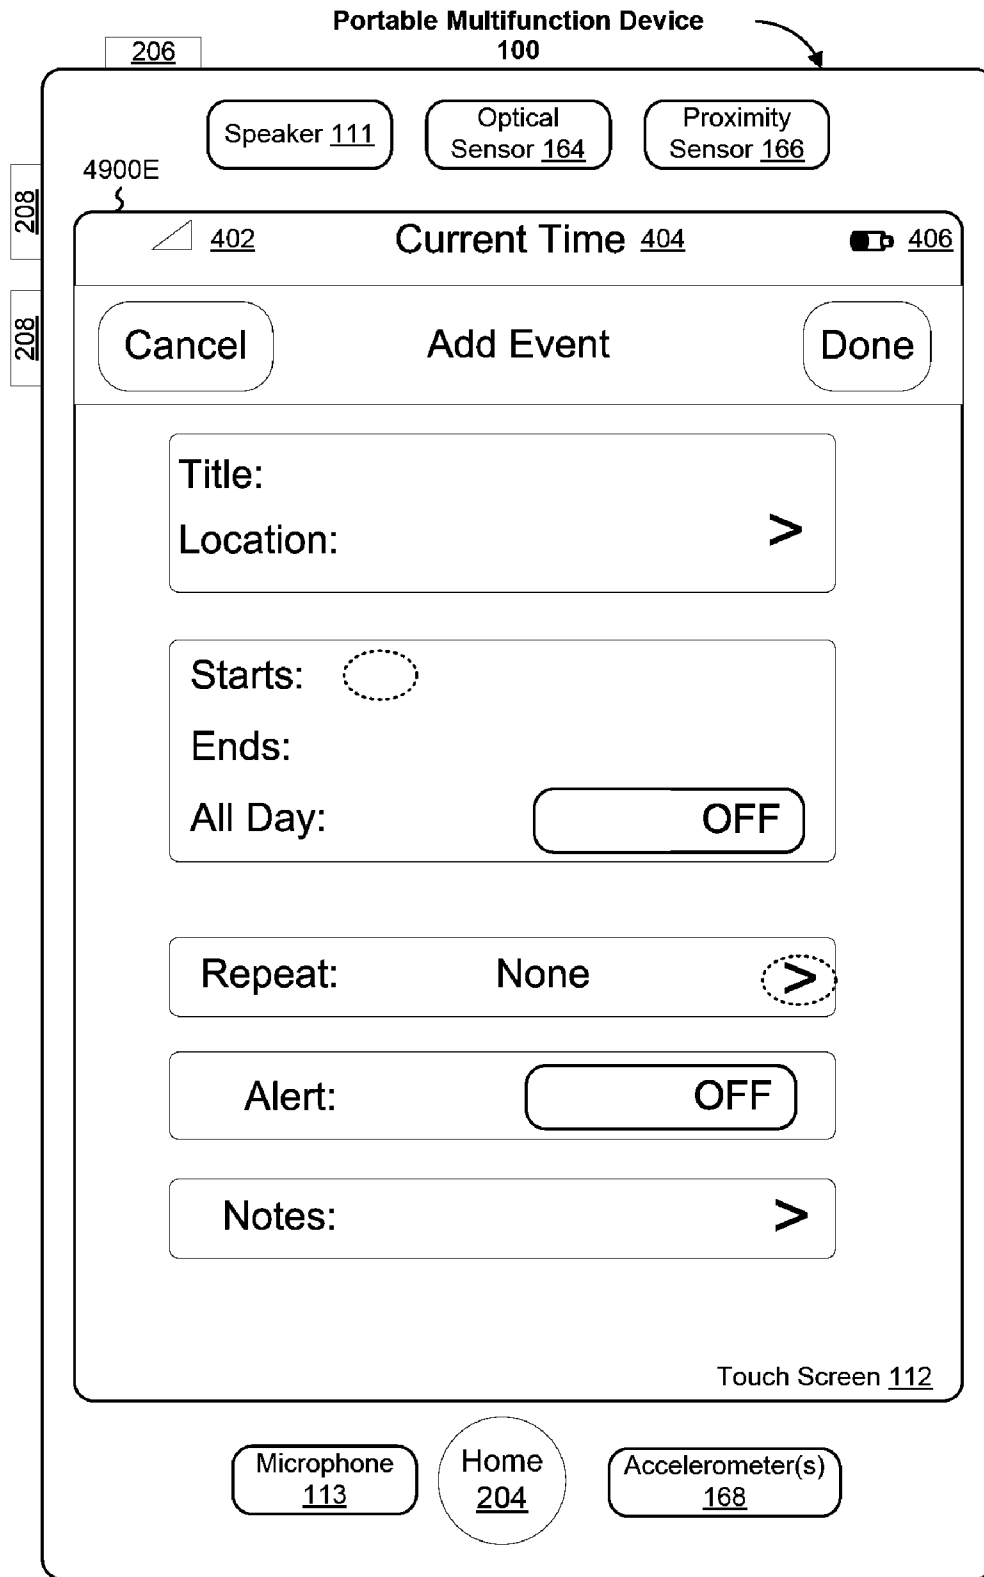 Portable Multifunction Device
100
206
Speaker 111
Optical
Sensor 164
Proximity
Sensor 166
4900E
208
402
Current Time 404
406
208
Cancel
Add Event
Done
Title:
Location:
>
Starts:
Ends:
All Day:
OFF
Repeat:
None
>
Alert:
OFF
Notes:
>
Touch Screen 112
Microphone
113
Home
204
Accelerometer(s)
168